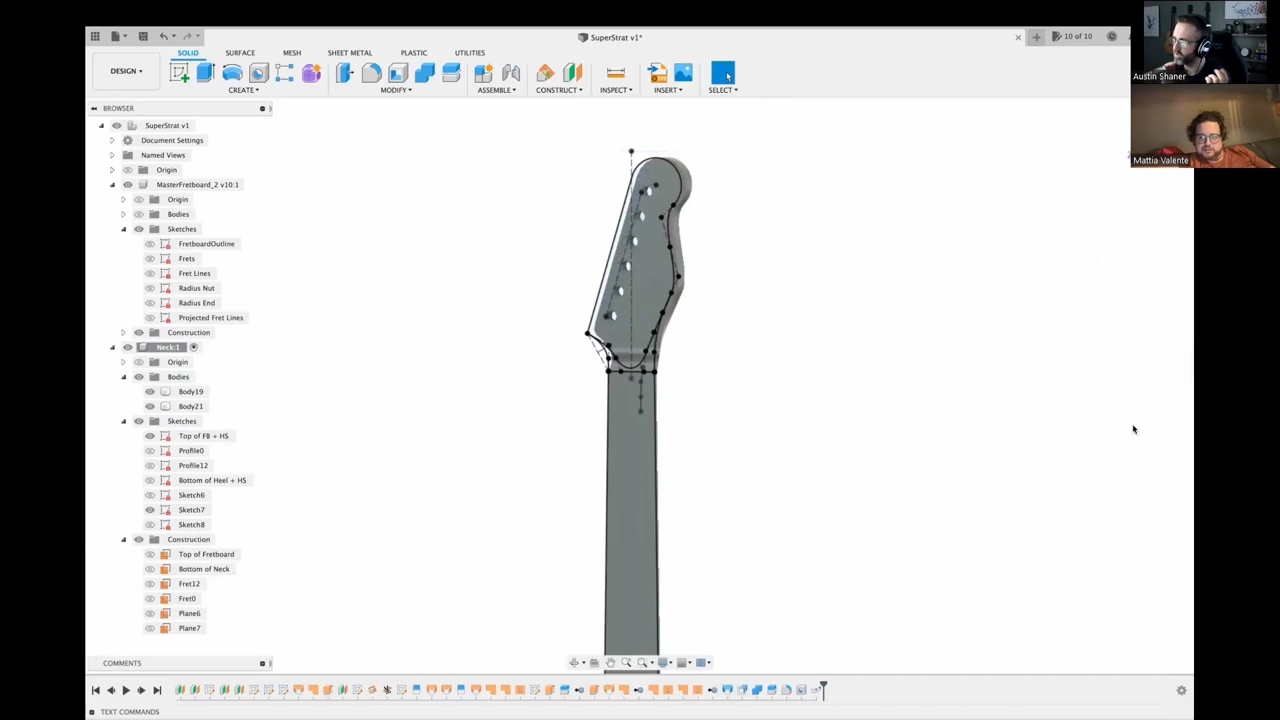 SuperStrat v1*
10 of 10
SOLID SURFACE MESH SHEET METAL PLASTIC UTILITIES
DESIGN
CREATE MODIFY ASSEMBLE CONSTRUCT INSPECT INSERT SELECT
Austin Shaner
Mattia Valente
BROWSER
SuperStrat v1
Document Settings
Named Views
Origin
MasterFretboard_2 v10:1
Origin
Bodies
Sketches
FretboardOutline
Frets
Fret Lines
Radius Nut
Radius End
Projected Fret Lines
Construction
Neck:1
Origin
Bodies
Body19
Body21
Sketches
Top of FB + HS
Profile0
Profile12
Bottom of Heel + HS
Sketch6
Sketch7
Sketch8
Construction
Top of Fretboard
Bottom of Neck
Fret12
Fret0
Plane6
Plane7
COMMENTS
TEXT COMMANDS